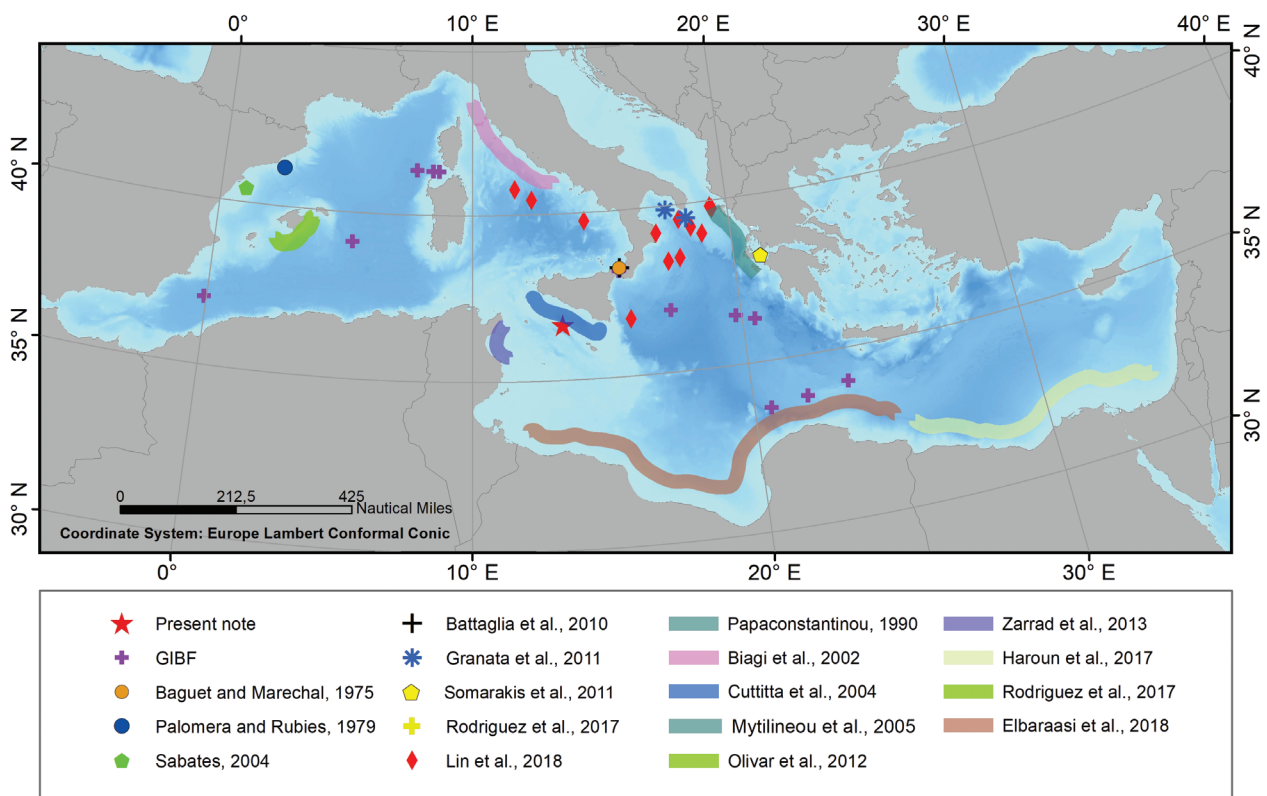 0° 10° E 20° E 30° E 40° E
40° N
35° N
30° N
40° N
35° N
30° N
0 212,5 425
Nautical Miles
Coordinate System: Europe Lambert Conformal Conic
0° 10° E 20° E 30° E
Present note
GIBF
Baguet and Marechal, 1975
Palomera and Rubies, 1979
Sabates, 2004
Battaglia et al., 2010
Granata et al., 2011
Somarakis et al., 2011
Rodriguez et al., 2017
Lin et al., 2018
Papaconstantinou, 1990
Biagi et al., 2002
Cuttitta et al., 2004
Mytilineou et al., 2005
Olivar et al., 2012
Zarrad et al., 2013
Haroun et al., 2017
Rodriguez et al., 2017
Elbaraasi et al., 2018